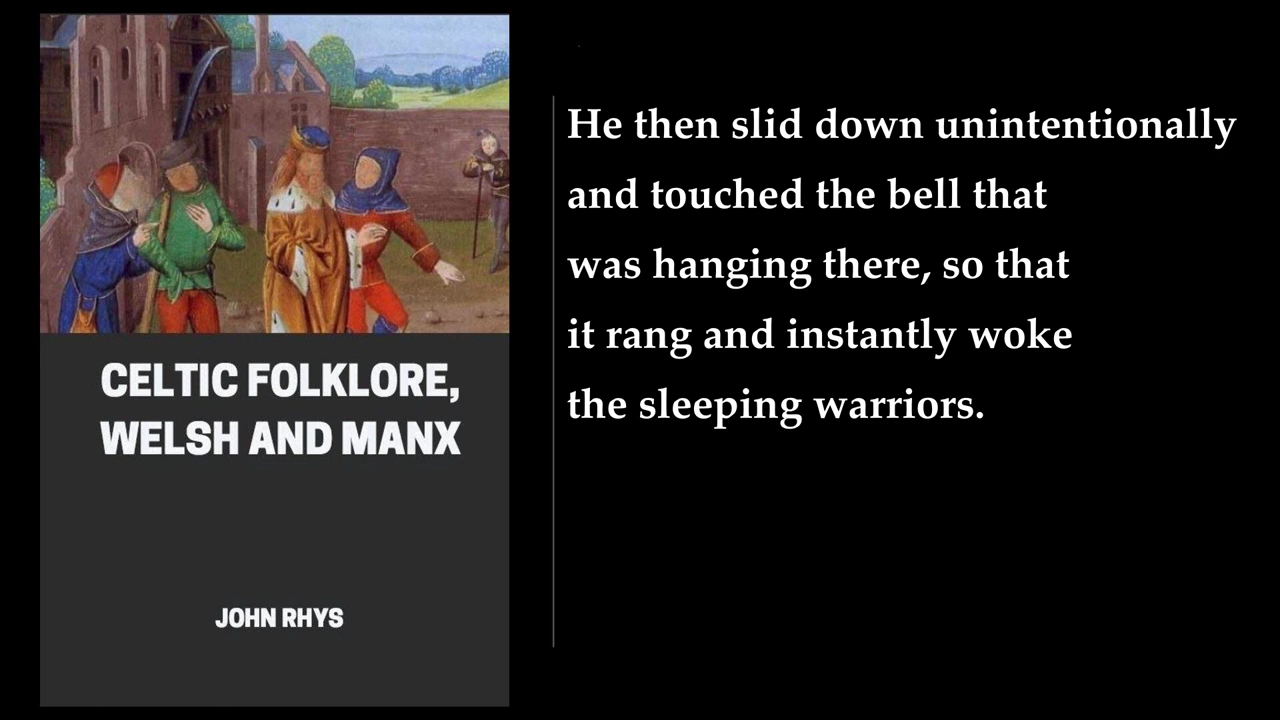 CELTIC FOLKLORE,
WELSH AND MANX
JOHN RHYS
He then slid down unintentionally
and touched the bell that
was hanging there, so that
it rang and instantly woke
the sleeping warriors.